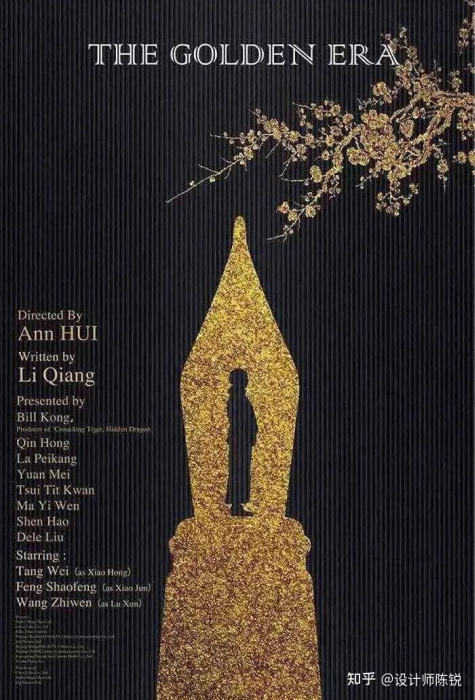 THE GOLDEN ERA
Directed By
Ann HUI
Written by
Li Qiang
Presented by
Bill Kong,
Producer of 'Crouching Tiger, Hidden Dragon
Qin Hong
La Peikang
Yuan Mei
Tsui Tit Kwan
Ma Yi Wen
Shen Hao
Dele Liu
Starring :
Tang Wei (as Xiao Hong)
Feng Shaofeng (as Xiao Jun)
Wang Zhiwen (as Lu Xun)
知乎 @设计师陈锐